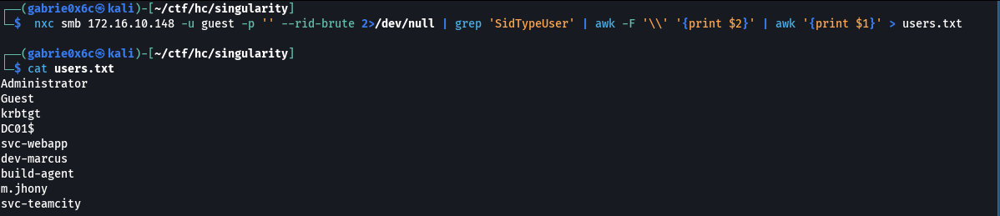 ┌──(gabrie0x6c㉿kali)-[~/ctf/hc/singularity]
└─$ nxc smb 172.16.10.148 -u guest -p '' --rid-brute 2>/dev/null | grep 'SidTypeUser' | awk -F '\\' '{print $2}' | awk '{print $1}' > users.txt
┌──(gabrie0x6c㉿kali)-[~/ctf/hc/singularity]
└─$ cat users.txt
Administrator
Guest
krbtgt
DC01$
svc-webapp
dev-marcus
build-agent
m.jhony
svc-teamcity